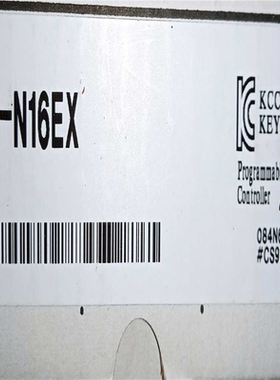 -N16EX
KCC
KEY
Programmab
Controller
084N
#CS9